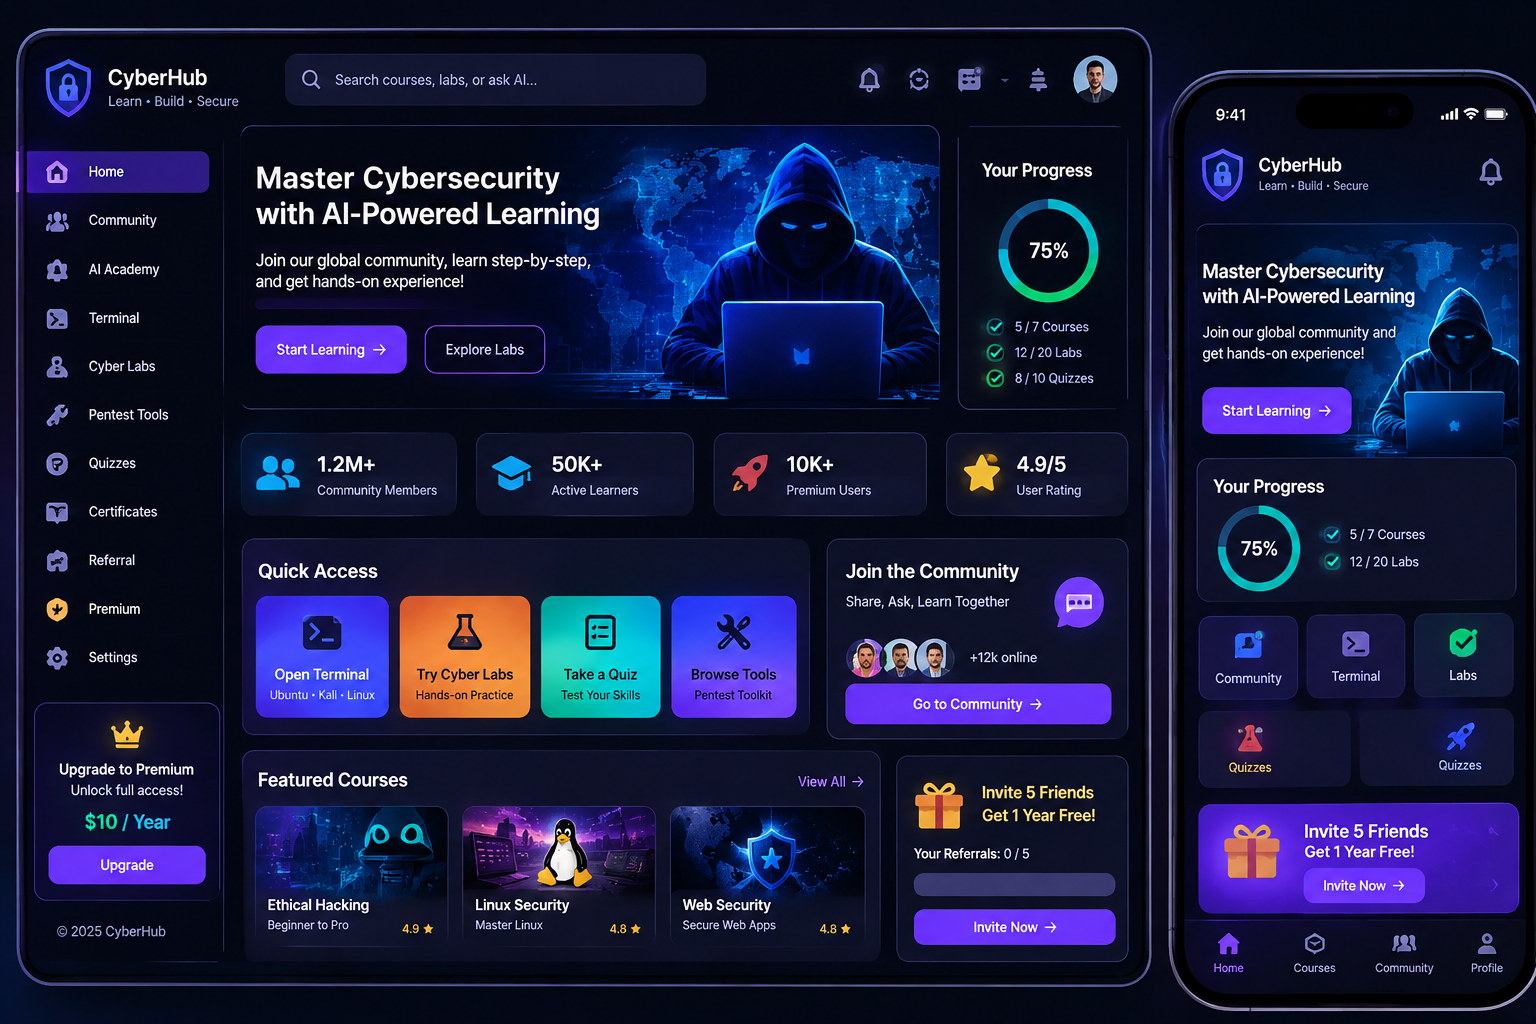 CyberHub
Learn • Build • Secure
Search courses, labs, or ask AI...
Home
Community
AI Academy
Terminal
Cyber Labs
Pentest Tools
Quizzes
Certificates
Referral
Premium
Settings
Upgrade to Premium
Unlock full access!
$10 / Year
Upgrade
© 2025 CyberHub
Master Cybersecurity
with AI-Powered Learning
Join our global community, learn step-by-step,
and get hands-on experience!
Start Learning →
Explore Labs
Your Progress
75%
5 / 7 Courses
12 / 20 Labs
8 / 10 Quizzes
1.2M+
Community Members
50K+
Active Learners
10K+
Premium Users
4.9/5
User Rating
Quick Access
Open Terminal
Ubuntu • Kali • Linux
Try Cyber Labs
Hands-on Practice
Take a Quiz
Test Your Skills
Browse Tools
Pentest Toolkit
Join the Community
Share, Ask, Learn Together
+12k online
Go to Community →
Featured Courses
View All →
Ethical Hacking
Beginner to Pro
4.9 ★
Linux Security
Master Linux
4.8 ★
Web Security
Secure Web Apps
4.8 ★
Invite 5 Friends
Get 1 Year Free!
Your Referrals: 0 / 5
Invite Now →
9:41
CyberHub
Learn • Build • Secure
Master Cybersecurity
with AI-Powered Learning
Join our global community and
get hands-on experience!
Start Learning →
Your Progress
75%
5 / 7 Courses
12 / 20 Labs
Community
Terminal
Labs
Quizzes
Quizzes
Invite 5 Friends
Get 1 Year Free!
Invite Now →
Home
Courses
Community
Profile